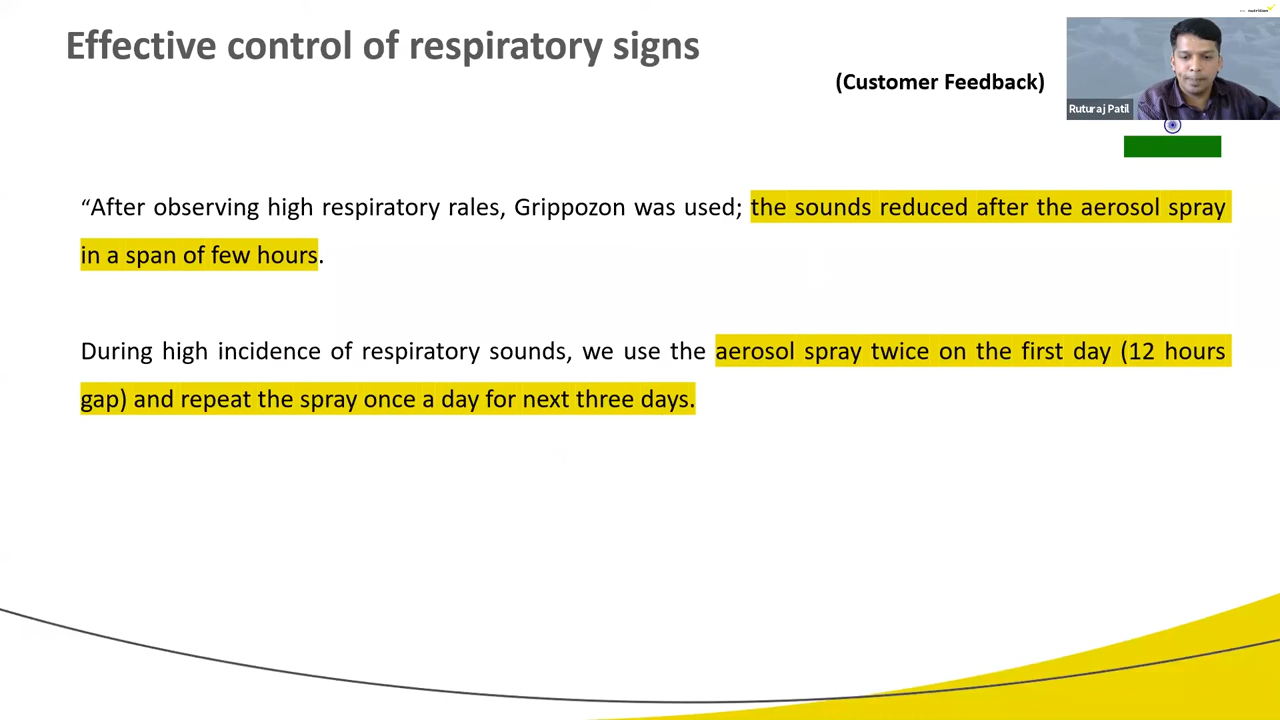 nutrition
Effective control of respiratory signs
(Customer Feedback)
Ruturaj Patil
“After observing high respiratory rales, Grippozon was used; the sounds reduced after the aerosol spray
in a span of few hours.
During high incidence of respiratory sounds, we use the aerosol spray twice on the first day (12 hours
gap) and repeat the spray once a day for next three days.